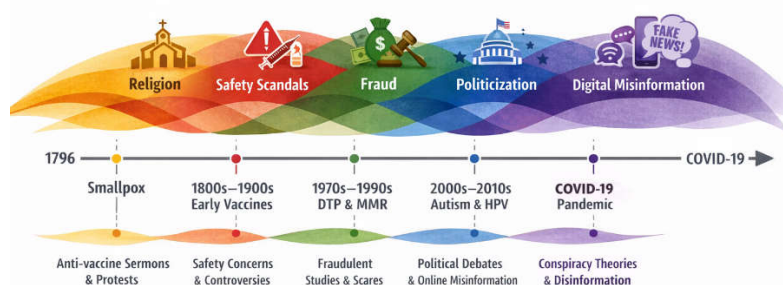 FAKE
NEWS!
$
Religion
Safety Scandals
Fraud
Politicization
Digital Misinformation
1796
COVID-19
Smallpox
1800s–1900s
Early Vaccines
1970s–1990s
DTP & MMR
2000s–2010s
Autism & HPV
COVID-19
Pandemic
Anti-vaccine Sermons
& Protests
Safety Concerns
& Controversies
Fraudulent
Studies & Scares
Political Debates
& Online Misinformation
Conspiracy Theories
& Disinformation